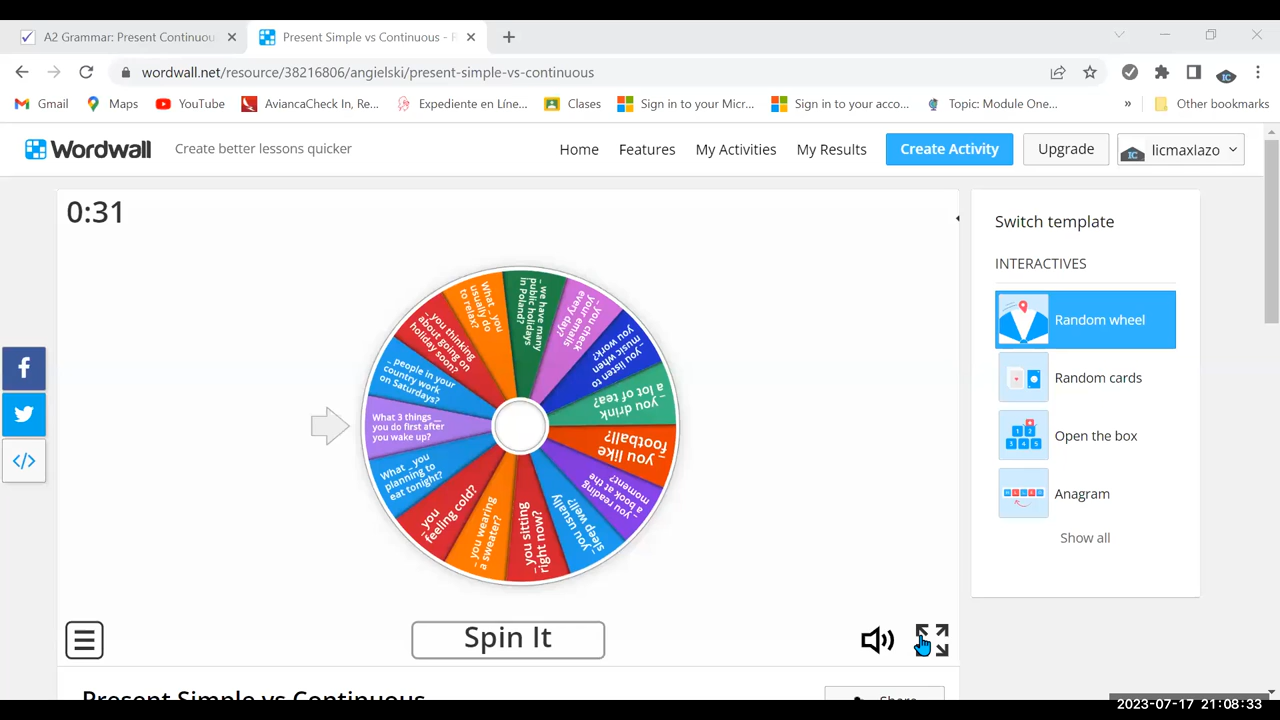 A2 Grammar: Present Continuou
Present Simple vs Continuous - F
wordwall.net/resource/38216806/angielski/present-simple-vs-continuous
Gmail Maps YouTube AviancaCheck In, Re... Expediente en Líne... Clases Sign in to your Micr... Sign in to your acco... Topic: Module One... » Other bookmarks
Wordwall Create better lessons quicker Home Features My Activities My Results Create Activity Upgrade IC licmaxlazo
0:31
_ we have many
public holidays
in Poland?
_ you check
your emails
every day?
_ you listen to
music when
you work?
_ you drink
a lot of tea?
_ you like
football?
_ you reading
a book at the
moment?
_ you usually
sleep well?
_ you sitting
right now?
_ you wearing
a sweater?
_ you
feeling cold?
What _ you
planning to
eat tonight?
What 3 things __
you do first after
you wake up?
_ people in your
country work
on Saturdays?
_ you thinking
about going on
holiday soon?
What _ you
usually do
to relax?
Spin It
Switch template
INTERACTIVES
Random wheel
Random cards
Open the box
Anagram
Show all
Present Simple vs Continuous
Share
2023-07-17 21:08:33